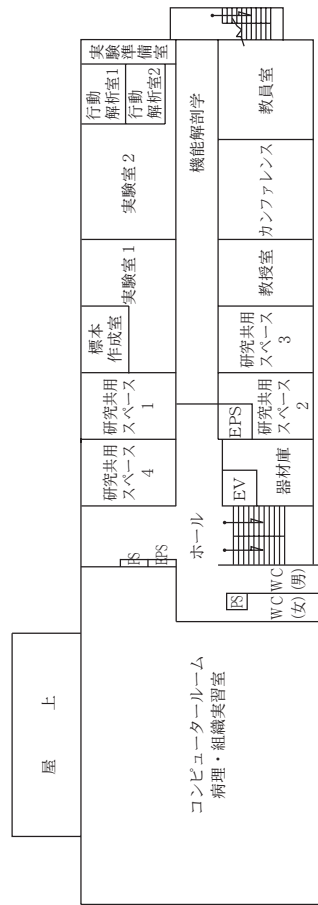 屋上
コンピュータールーム
病理・組織実習室
PS
EPS
ホール
PS
WC
(女)
WC
(男)
研究共用
スペース
4
EV
器材庫
研究共用
スペース
1
EPS
研究共用
スペース
2
標本
作成室
実験室1
研究共用
スペース
3
教授室
実験室2
カンファレンス
行動
解析室1
行動
解析室2
実験準備室
機能解剖学
教員室